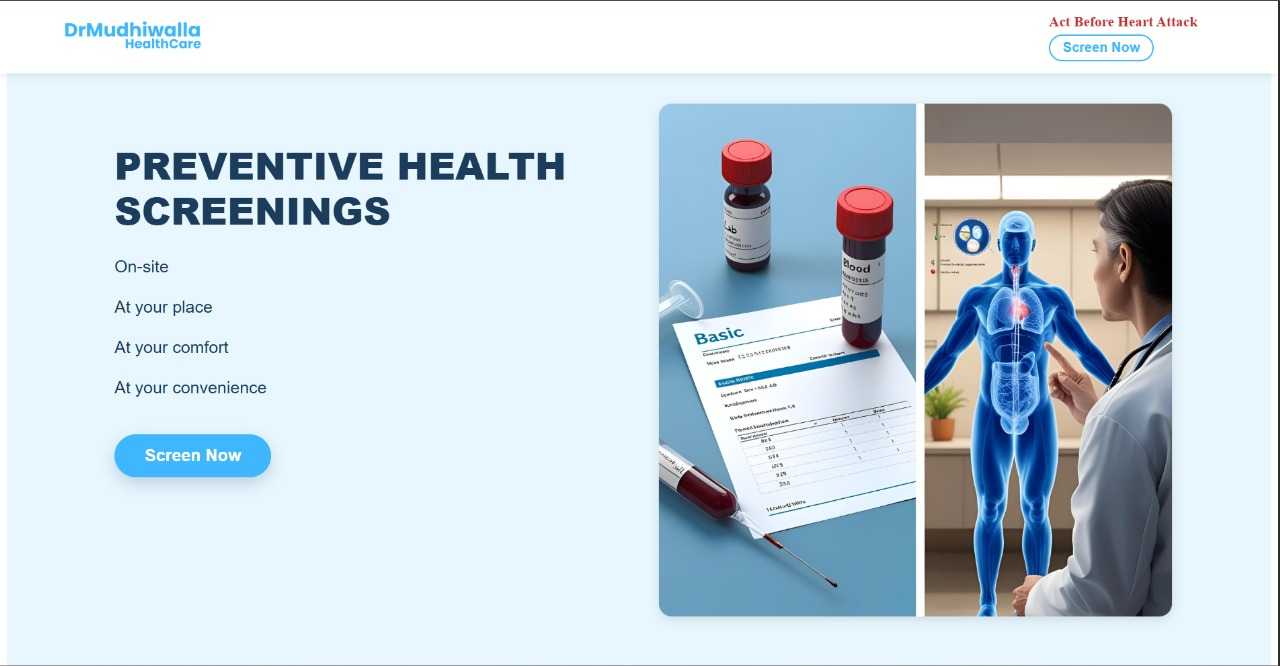 DrMudhiwalla
HealthCare
Act Before Heart Attack
Screen Now
PREVENTIVE HEALTH
SCREENINGS
On-site
At your place
At your comfort
At your convenience
Screen Now
Lab
Blood
Basic